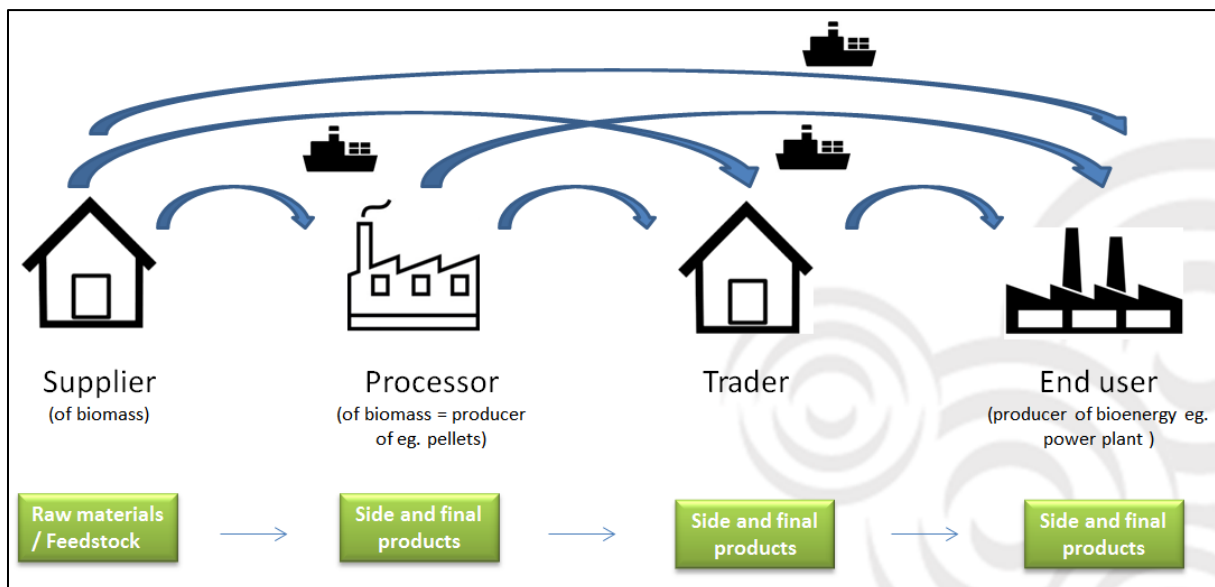 Supplier
(of biomass)
Processor
(of biomass = producer
of eg. pellets)
Trader
End user
(producer of bioenergy eg.
power plant )
Raw materials
/ Feedstock
Side and final
products
Side and final
products
Side and final
products